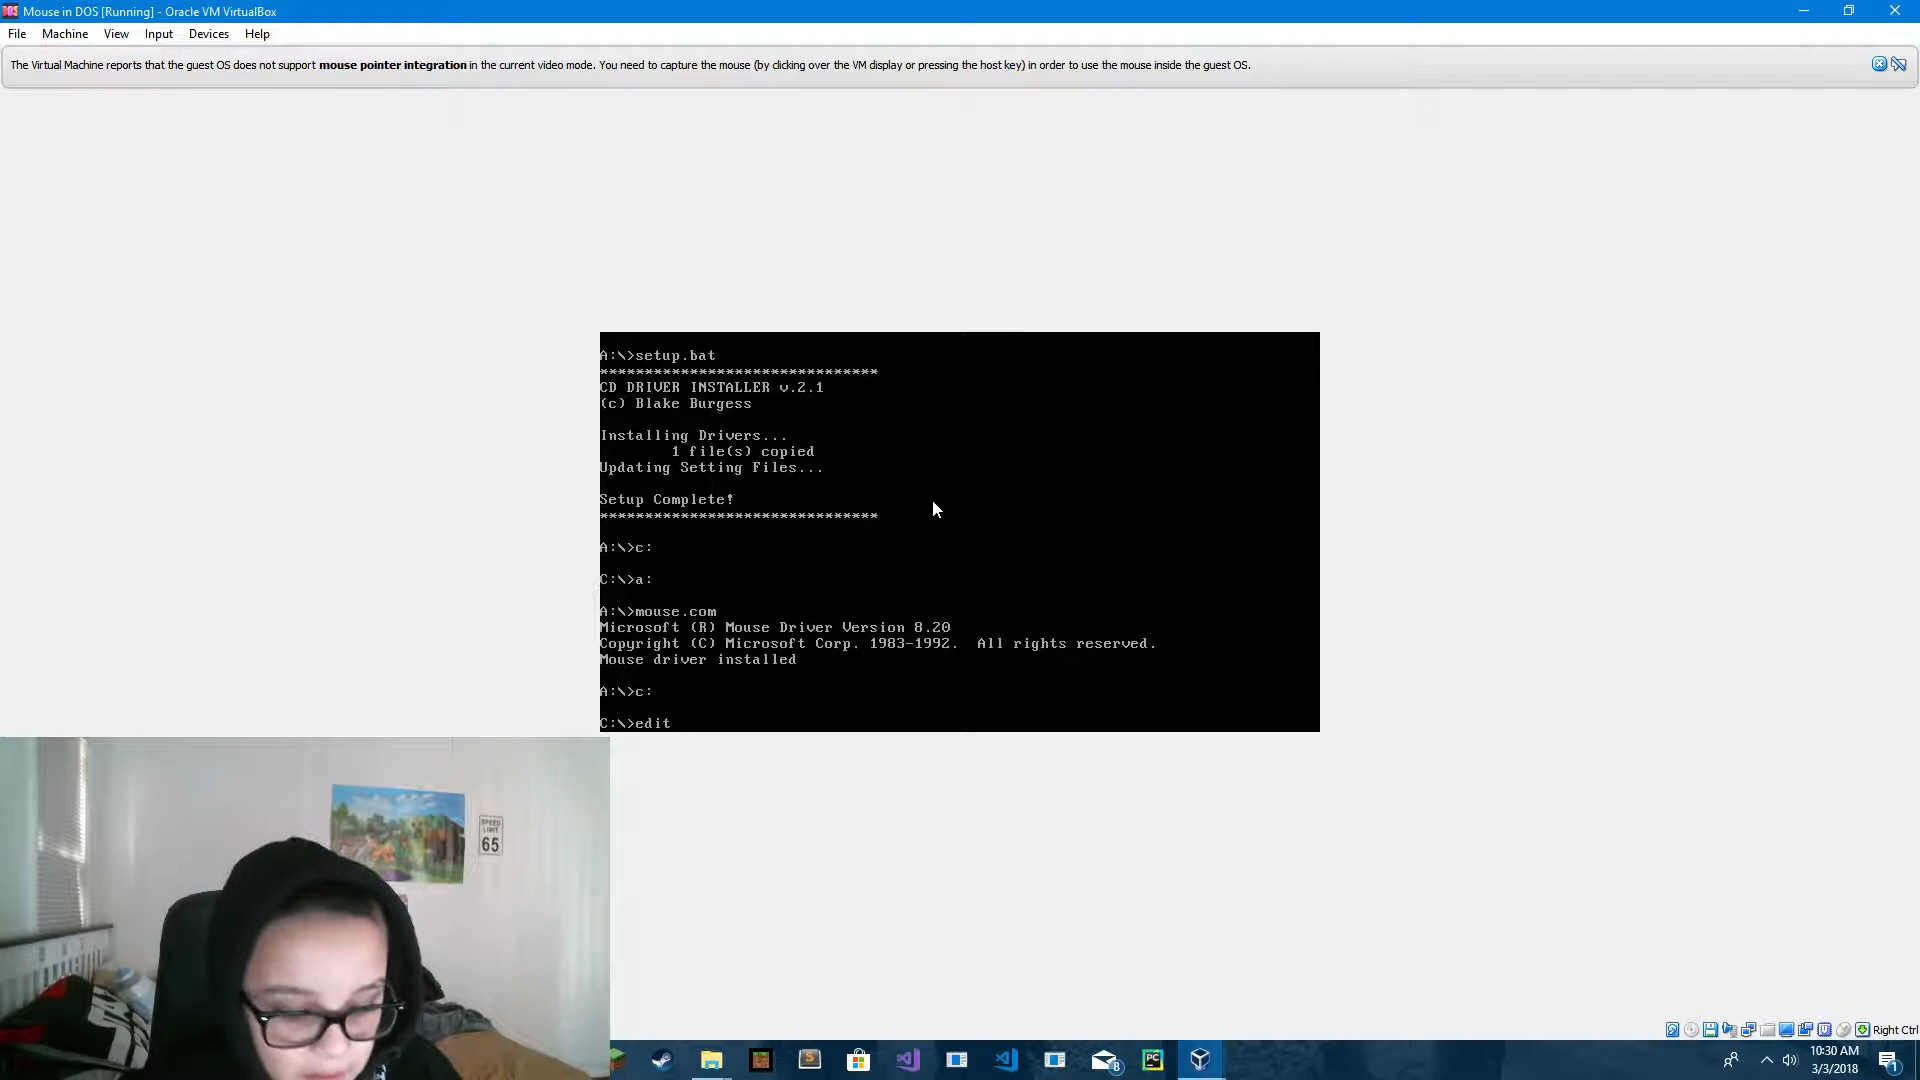 Mouse in DOS [Running] - Oracle VM VirtualBox
File Machine View Input Devices Help
The Virtual Machine reports that the guest OS does not support mouse pointer integration in the current video mode. You need to capture the mouse (by clicking over the VM display or pressing the host key) in order to use the mouse inside the guest OS.
A:\>setup.bat
*******************************
CD DRIVER INSTALLER v.2.1
(c) Blake Burgess
Installing Drivers...
1 file(s) copied
Updating Setting Files...
Setup Complete!
*******************************
A:\>c:
C:\>a:
A:\>mouse.com
Microsoft (R) Mouse Driver Version 8.20
Copyright (C) Microsoft Corp. 1983-1992.  All rights reserved.
Mouse driver installed
A:\>c:
C:\>edit
SPEED
LIMIT
65
Right Ctrl
10:30 AM
3/3/2018
8
PC
1